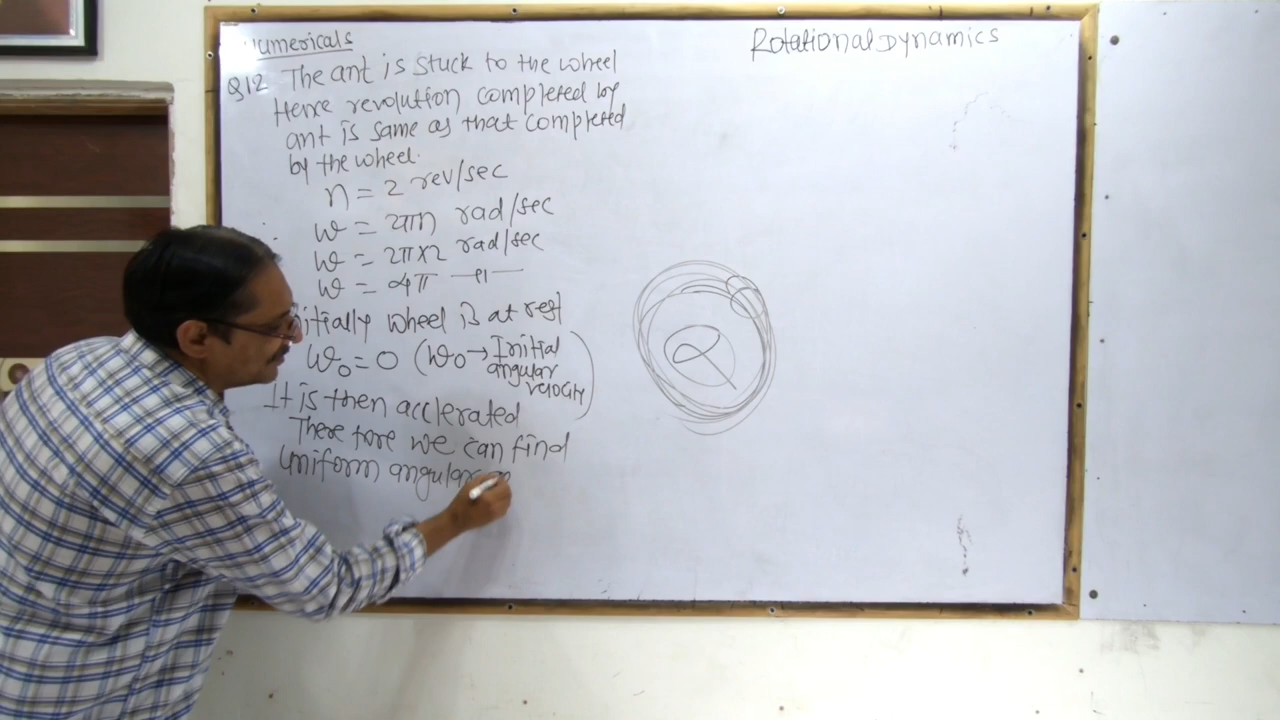 Numericals
Rotational Dynamics
Q12 The ant is stuck to the wheel
Hence revolution completed by
ant is same as that completed
by the wheel.
n = 2 rev/sec
ω = 2πn rad/sec
ω = 2π×2 rad/sec
ω = 4π —"—
itially wheel is at rest
ω₀ = 0 (ω₀ → Initial
angular
velocity)
It is then accelerated
There fore we can find
Uniform angular